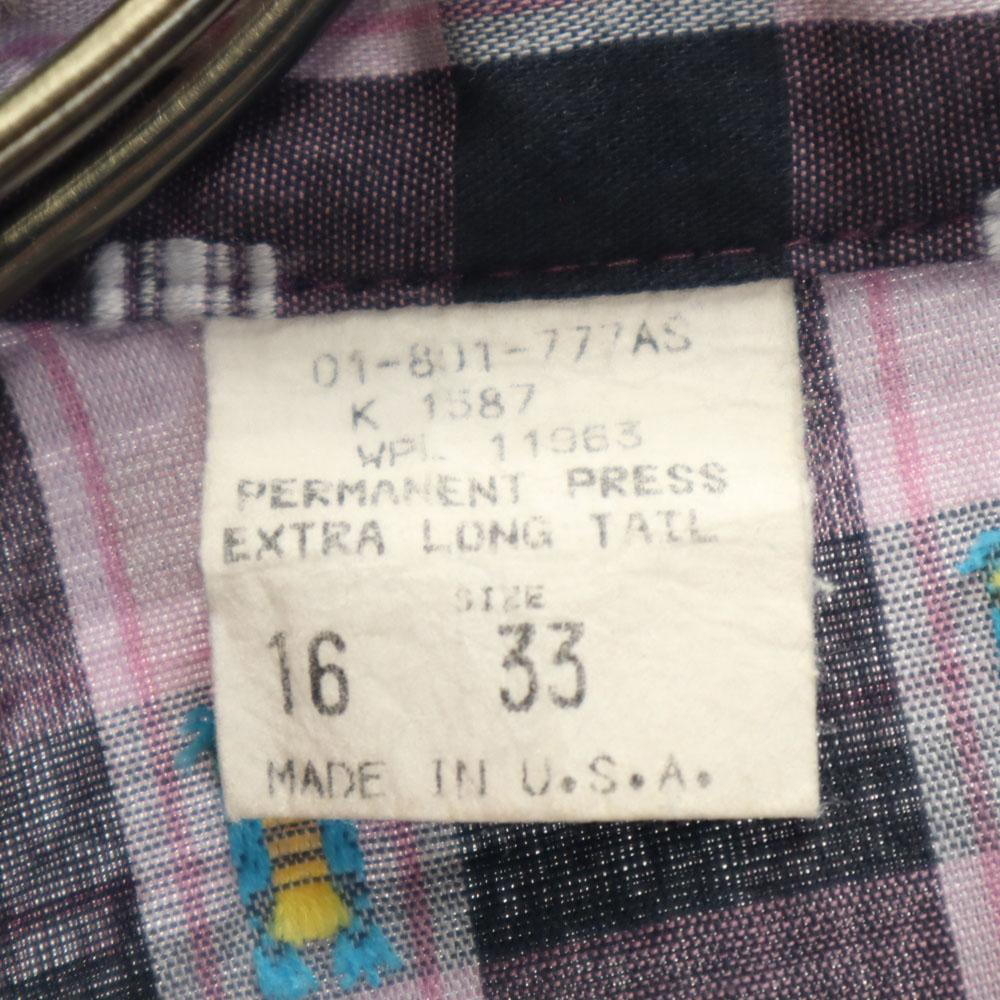 01-801-777AS
K 1587
WPL 11963
PERMANENT PRESS
EXTRA LONG TAIL
SIZE
16 33
MADE IN U.S.A.